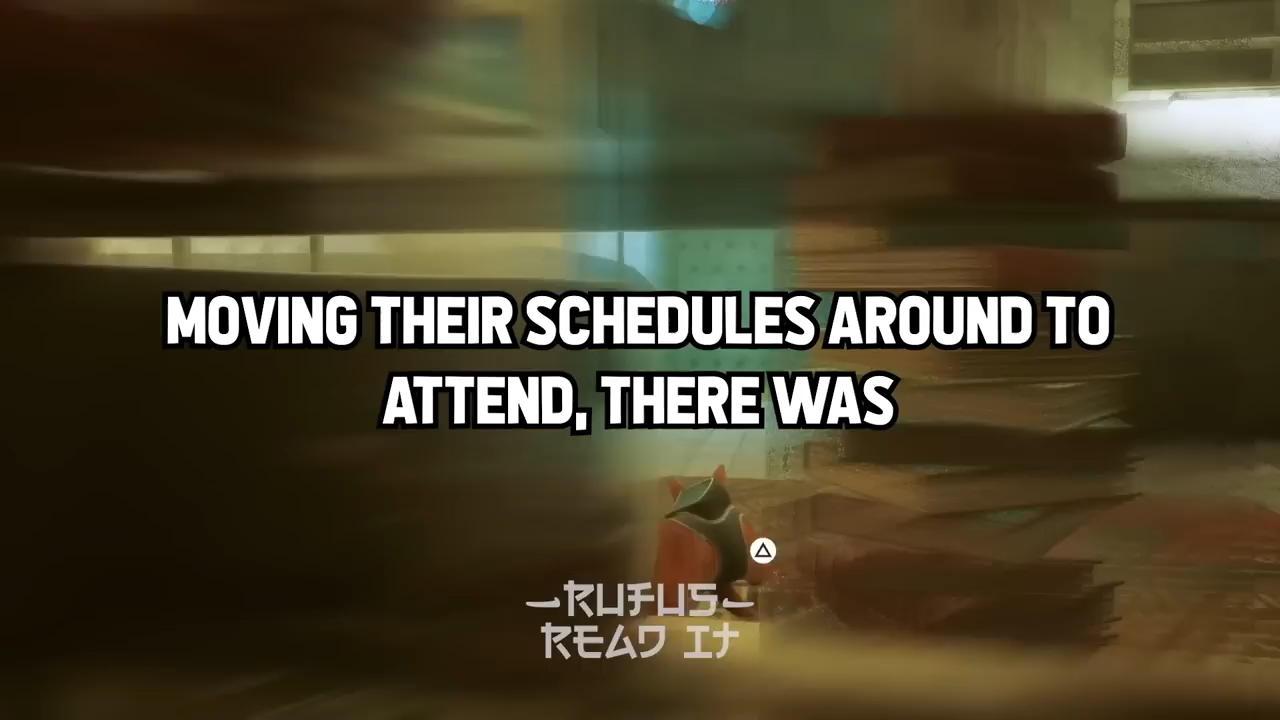 MOVING THEIR SCHEDULES AROUND TO
ATTEND, THERE WAS
-RUFUS-
READ IT